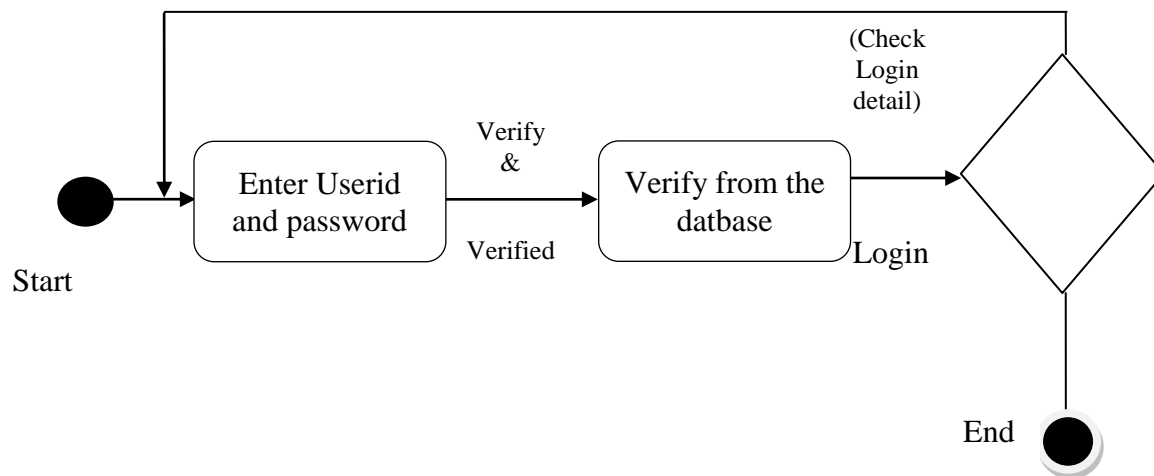 (Check
Login
detail)
Verify
&
Enter Userid
and password
Verify from the
datbase
Verified
Login
Start
End